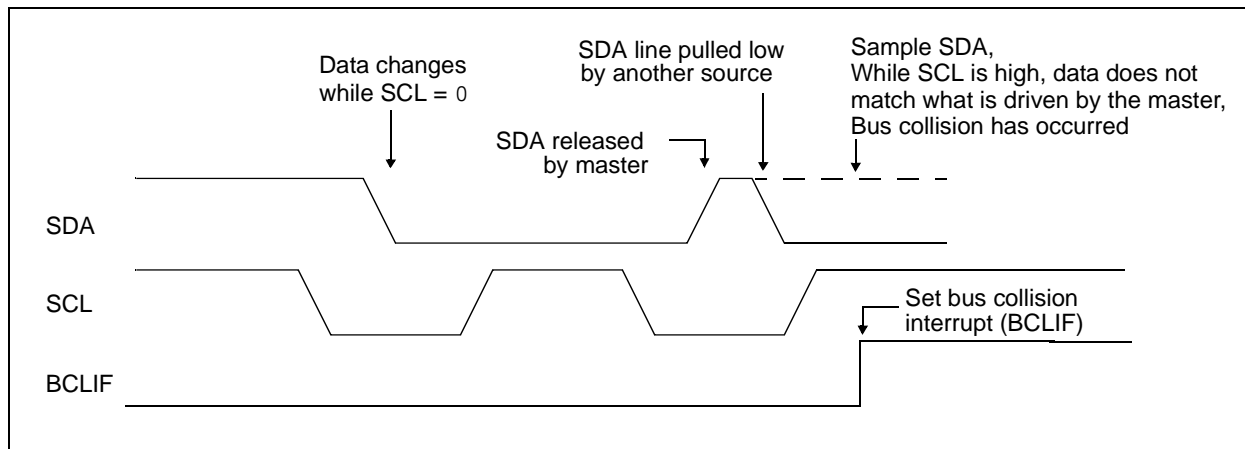 Data changes
while SCL = 0
SDA line pulled low
by another source
Sample SDA,
While SCL is high, data does not
match what is driven by the master,
Bus collision has occurred
SDA released
by master
SDA
SCL
Set bus collision
interrupt (BCLIF)
BCLIF